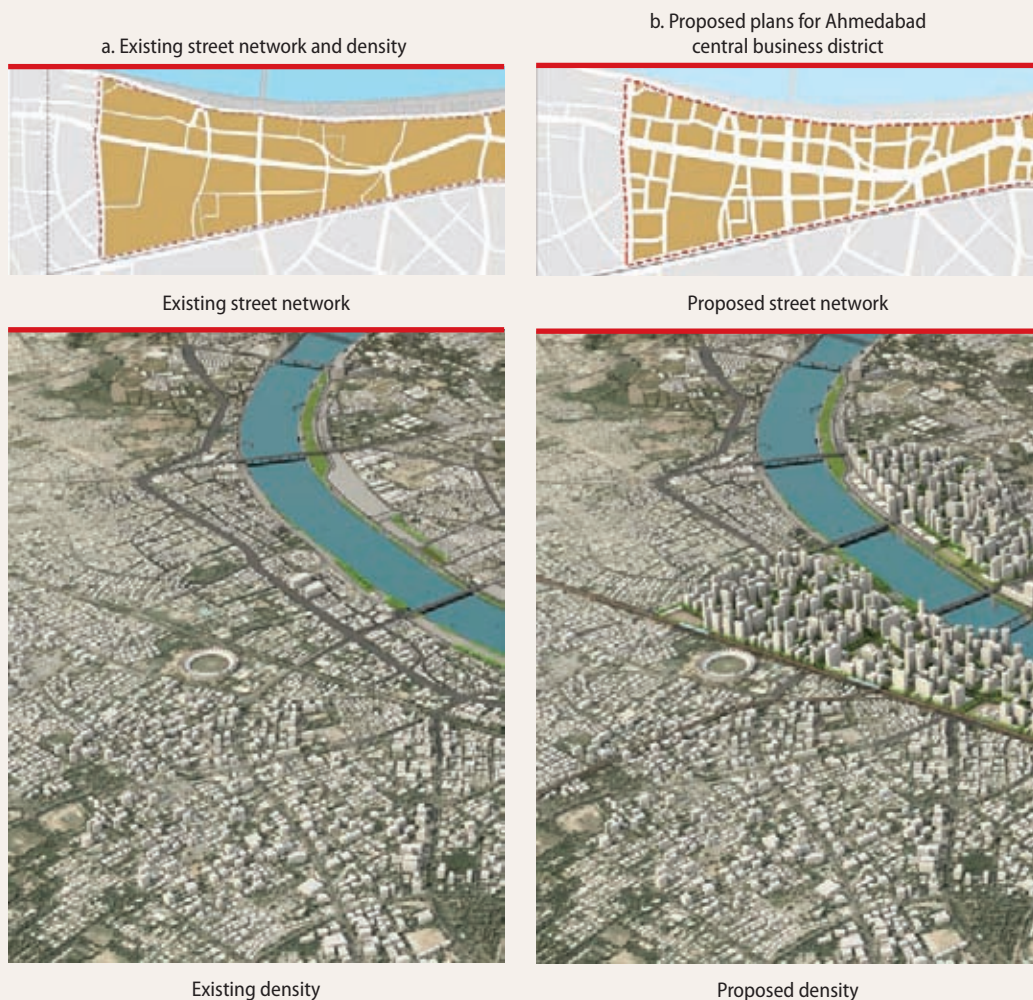 a. Existing street network and density
b. Proposed plans for Ahmedabad
central business district
Existing street network
Proposed street network
Existing density
Proposed density